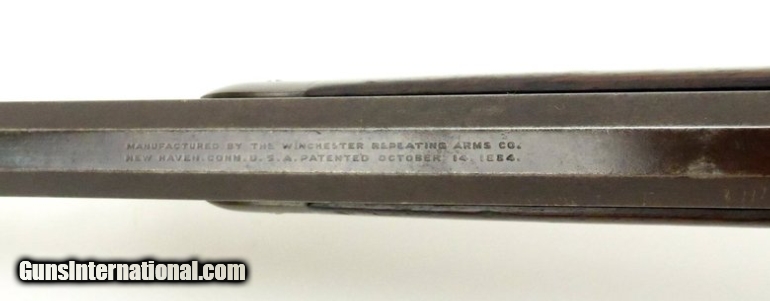 MANUFACTURED BY THE WINCHESTER REPEATING ARMS CO.
NEW HAVEN. CONN. U. S. A. PATENTED OCTOBER. 14. 1884.
GunsInternational.com